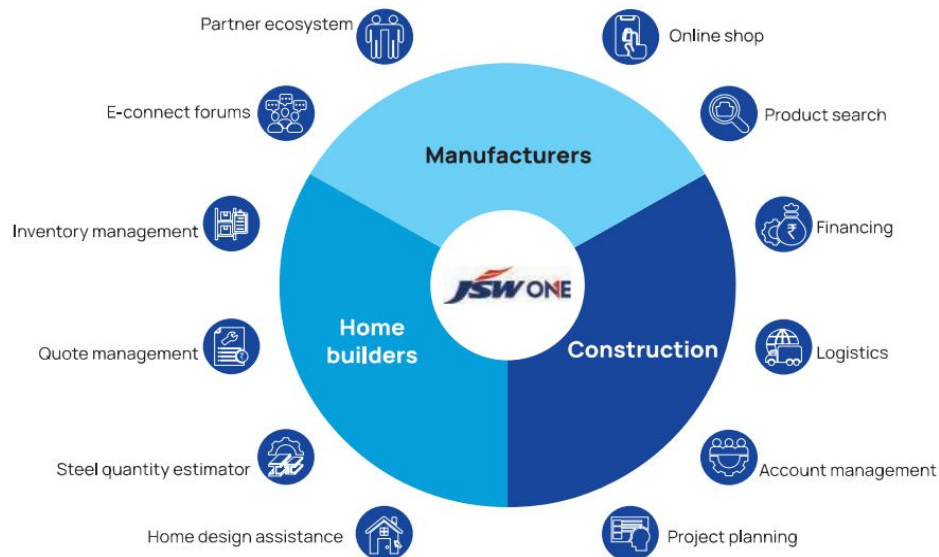 Partner ecosystem
Online shop
E-connect forums
Product search
Manufacturers
Inventory management
Financing
₹
JSW ONE
Home
builders
Construction
Quote management
Logistics
Steel quantity estimator
Account management
Home design assistance
Project planning